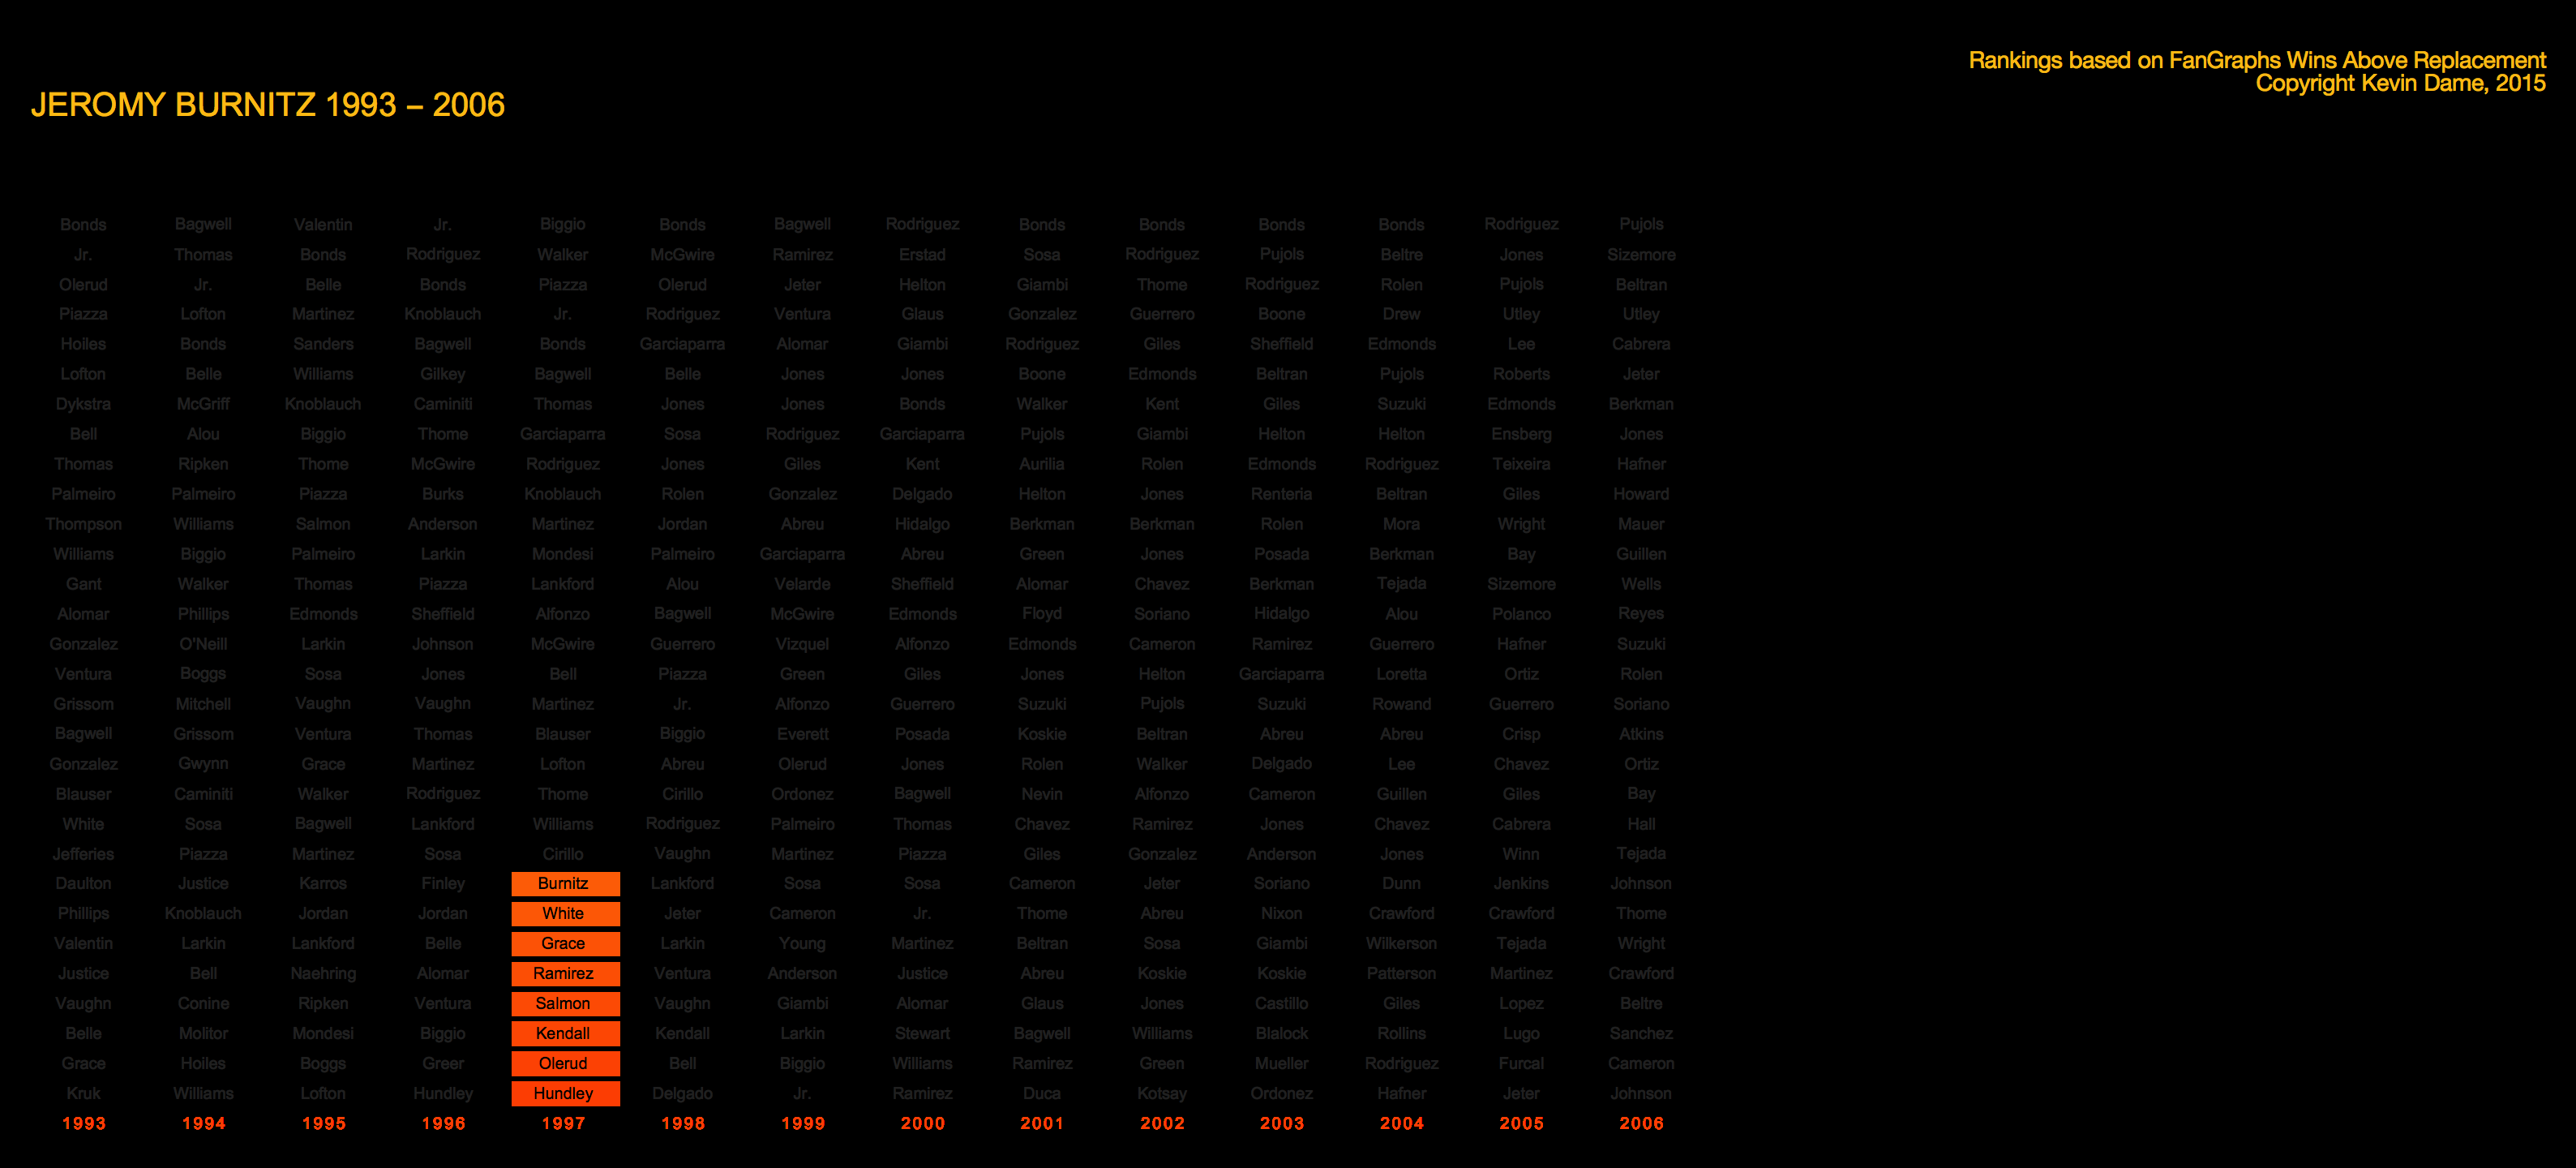 Rankings based on FanGraphs Wins Above Replacement
Copyright Kevin Dame, 2015
JEROMY BURNITZ 1993 – 2006
Bonds Bagwell Valentin Jr. Biggio Bonds Bagwell Rodriguez Bonds Bonds Bonds Bonds Rodriguez Pujols
Jr. Thomas Bonds Rodriguez Walker McGwire Ramirez Erstad Sosa Rodriguez Pujols Beltre Jones Sizemore
Olerud Jr. Belle Bonds Piazza Olerud Jeter Helton Giambi Thome Rodriguez Rolen Pujols Beltran
Piazza Lofton Martinez Knoblauch Jr. Rodriguez Ventura Glaus Gonzalez Guerrero Boone Drew Utley Utley
Hoiles Bonds Sanders Bagwell Bonds Garciaparra Alomar Giambi Rodriguez Giles Sheffield Edmonds Lee Cabrera
Lofton Belle Williams Gilkey Bagwell Belle Jones Jones Boone Edmonds Beltran Pujols Roberts Jeter
Dykstra McGriff Knoblauch Caminiti Thomas Jones Jones Bonds Walker Kent Giles Suzuki Edmonds Berkman
Bell Alou Biggio Thome Garciaparra Sosa Rodriguez Garciaparra Pujols Giambi Helton Helton Ensberg Jones
Thomas Ripken Thome McGwire Rodriguez Jones Giles Kent Aurilia Rolen Edmonds Rodriguez Teixeira Hafner
Palmeiro Palmeiro Piazza Burks Knoblauch Rolen Gonzalez Delgado Helton Jones Renteria Beltran Giles Howard
Thompson Williams Salmon Anderson Martinez Jordan Abreu Hidalgo Berkman Berkman Rolen Mora Wright Mauer
Williams Biggio Palmeiro Larkin Mondesi Palmeiro Garciaparra Abreu Green Jones Posada Berkman Bay Guillen
Gant Walker Thomas Piazza Lankford Alou Velarde Sheffield Alomar Chavez Berkman Tejada Sizemore Wells
Alomar Phillips Edmonds Sheffield Alfonzo Bagwell McGwire Edmonds Floyd Soriano Hidalgo Alou Polanco Reyes
Gonzalez O'Neill Larkin Johnson McGwire Guerrero Vizquel Alfonzo Edmonds Cameron Ramirez Guerrero Hafner Suzuki
Ventura Boggs Sosa Jones Bell Piazza Green Giles Jones Helton Garciaparra Loretta Ortiz Rolen
Grissom Mitchell Vaughn Vaughn Martinez Jr. Alfonzo Guerrero Suzuki Pujols Suzuki Rowand Guerrero Soriano
Bagwell Grissom Ventura Thomas Blauser Biggio Everett Posada Koskie Beltran Abreu Abreu Crisp Atkins
Gonzalez Gwynn Grace Martinez Lofton Abreu Olerud Jones Rolen Walker Delgado Lee Chavez Ortiz
Blauser Caminiti Walker Rodriguez Thome Cirillo Ordonez Bagwell Nevin Alfonzo Cameron Guillen Giles Bay
White Sosa Bagwell Lankford Williams Rodriguez Palmeiro Thomas Chavez Ramirez Jones Chavez Cabrera Hall
Jefferies Piazza Martinez Sosa Cirillo Vaughn Martinez Piazza Giles Gonzalez Anderson Jones Winn Tejada
Daulton Justice Karros Finley Burnitz Lankford Sosa Sosa Cameron Jeter Soriano Dunn Jenkins Johnson
Phillips Knoblauch Jordan Jordan White Jeter Cameron Jr. Thome Abreu Nixon Crawford Crawford Thome
Valentin Larkin Lankford Belle Grace Larkin Young Martinez Beltran Sosa Giambi Wilkerson Tejada Wright
Justice Bell Naehring Alomar Ramirez Ventura Anderson Justice Abreu Koskie Koskie Patterson Martinez Crawford
Vaughn Conine Ripken Ventura Salmon Vaughn Giambi Alomar Glaus Jones Castillo Giles Lopez Beltre
Belle Molitor Mondesi Biggio Kendall Kendall Larkin Stewart Bagwell Williams Blalock Rollins Lugo Sanchez
Grace Hoiles Boggs Greer Olerud Bell Biggio Williams Ramirez Green Mueller Rodriguez Furcal Cameron
Kruk Williams Lofton Hundley Hundley Delgado Jr. Ramirez Duca Kotsay Ordonez Hafner Jeter Johnson
1993 1994 1995 1996 1997 1998 1999 2000 2001 2002 2003 2004 2005 2006